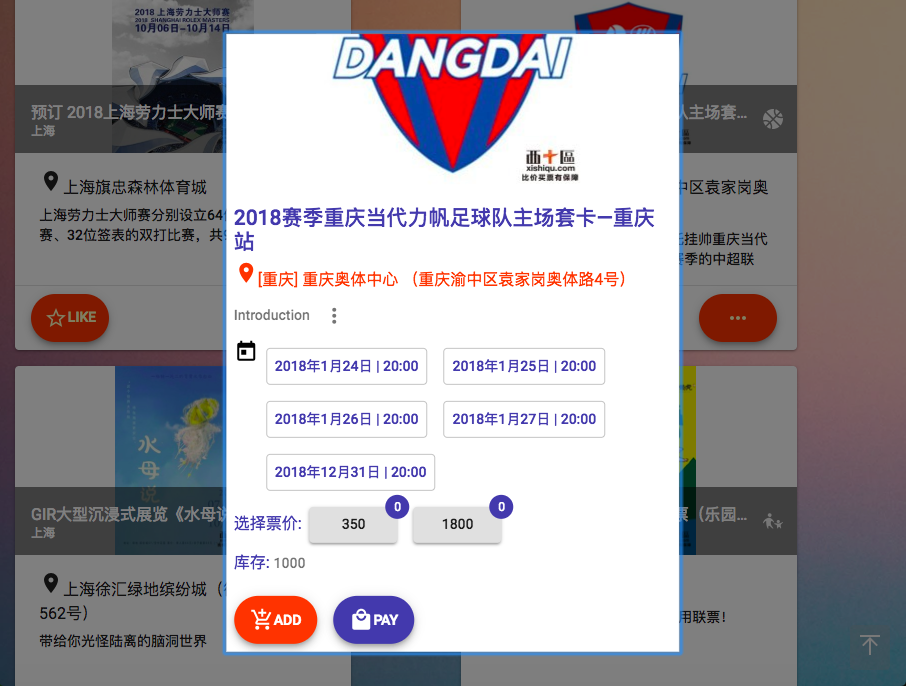 2018 上海劳力士大师赛
2018 SHANGHAI ROLEX MASTERS
10月06日-10月14日
预订 2018上海劳力士大师赛
上海
上海旗忠森林体育城
上海劳力士大师赛分别设立64
赛、32位签表的双打比赛，共
LIKE
DANGDAI
西十區
xishiqu.com
比价买票有保障
2018赛季重庆当代力帆足球队主场套卡—重庆
站
[重庆] 重庆奥体中心 （重庆渝中区袁家岗奥体路4号）
Introduction
2018年1月24日 | 20:00
2018年1月25日 | 20:00
2018年1月26日 | 20:00
2018年1月27日 | 20:00
2018年12月31日 | 20:00
选择票价:
350
0
1800
0
库存: 1000
ADD
PAY
主场套...
中区袁家岗奥
挂帅重庆当代
赛季的中超联
水母说
GIR大型沉浸式展览《水母说
上海
上海徐汇绿地缤纷城（
562号）
带给你光怪陆离的脑洞世界
票（乐园...
用联票！